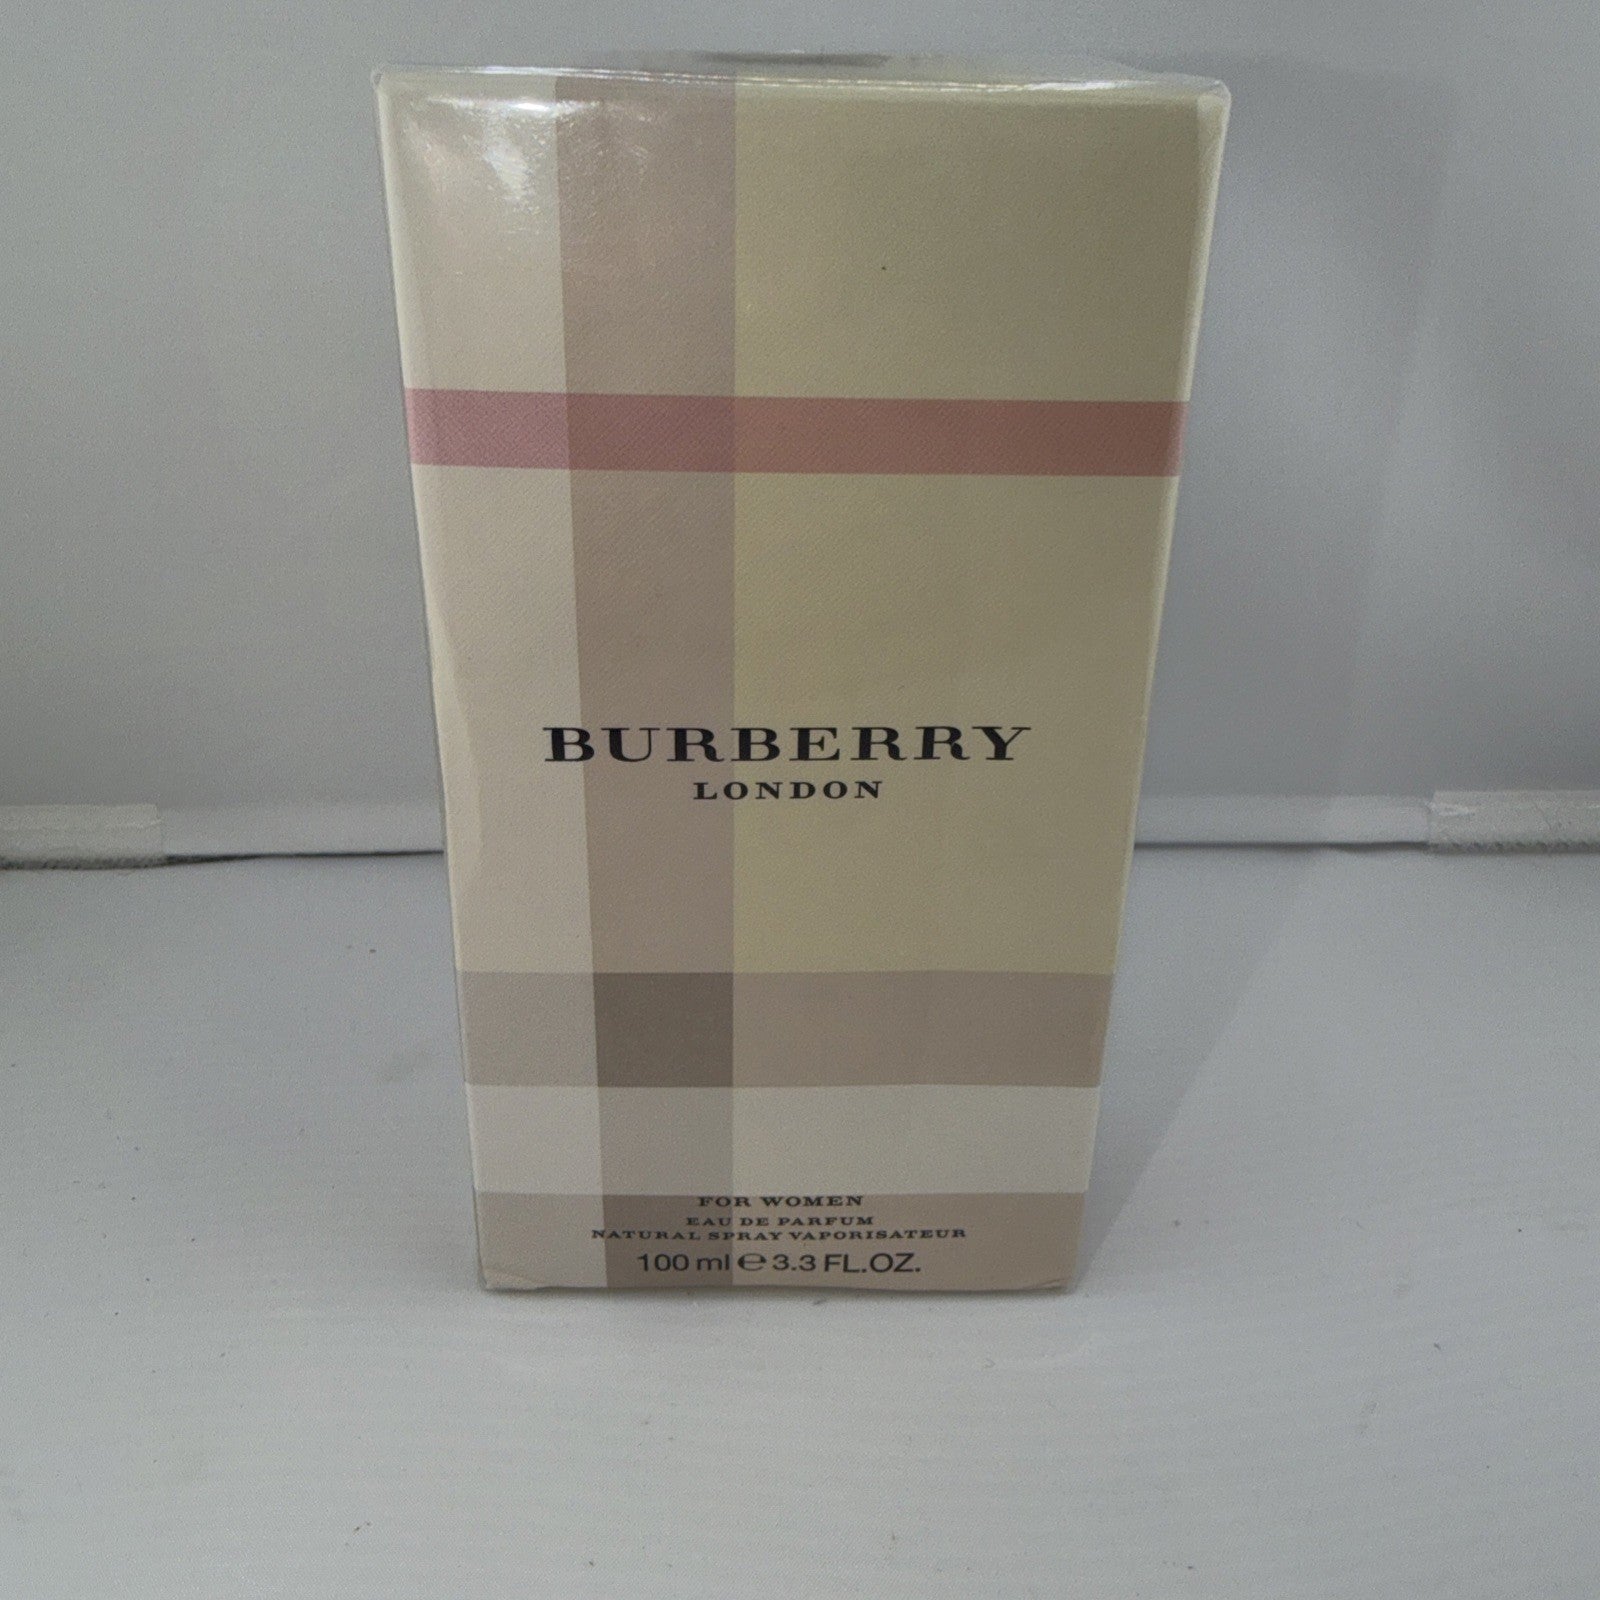 BURBERRY
LONDON
FOR WOMEN
EAU DE PARFUM
NATURAL SPRAY VAPORISATEUR
100 ml ℮ 3.3 FL.OZ.